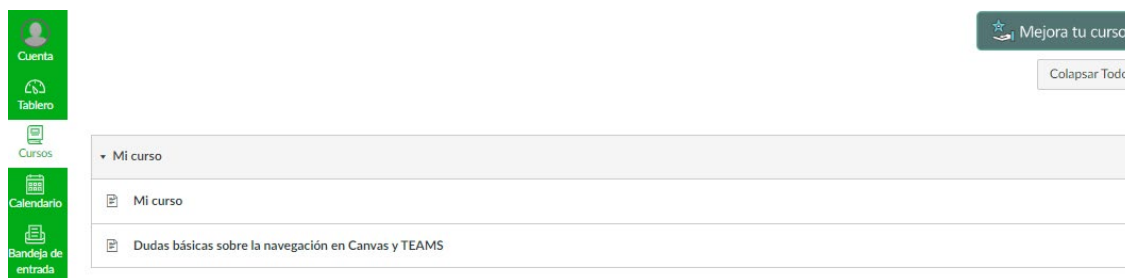 Cuenta
Tablero
Cursos
Calendario
Bandeja de
entrada
Mejora tu curso
Colapsar Todo
Mi curso
Mi curso
Dudas básicas sobre la navegación en Canvas y TEAMS